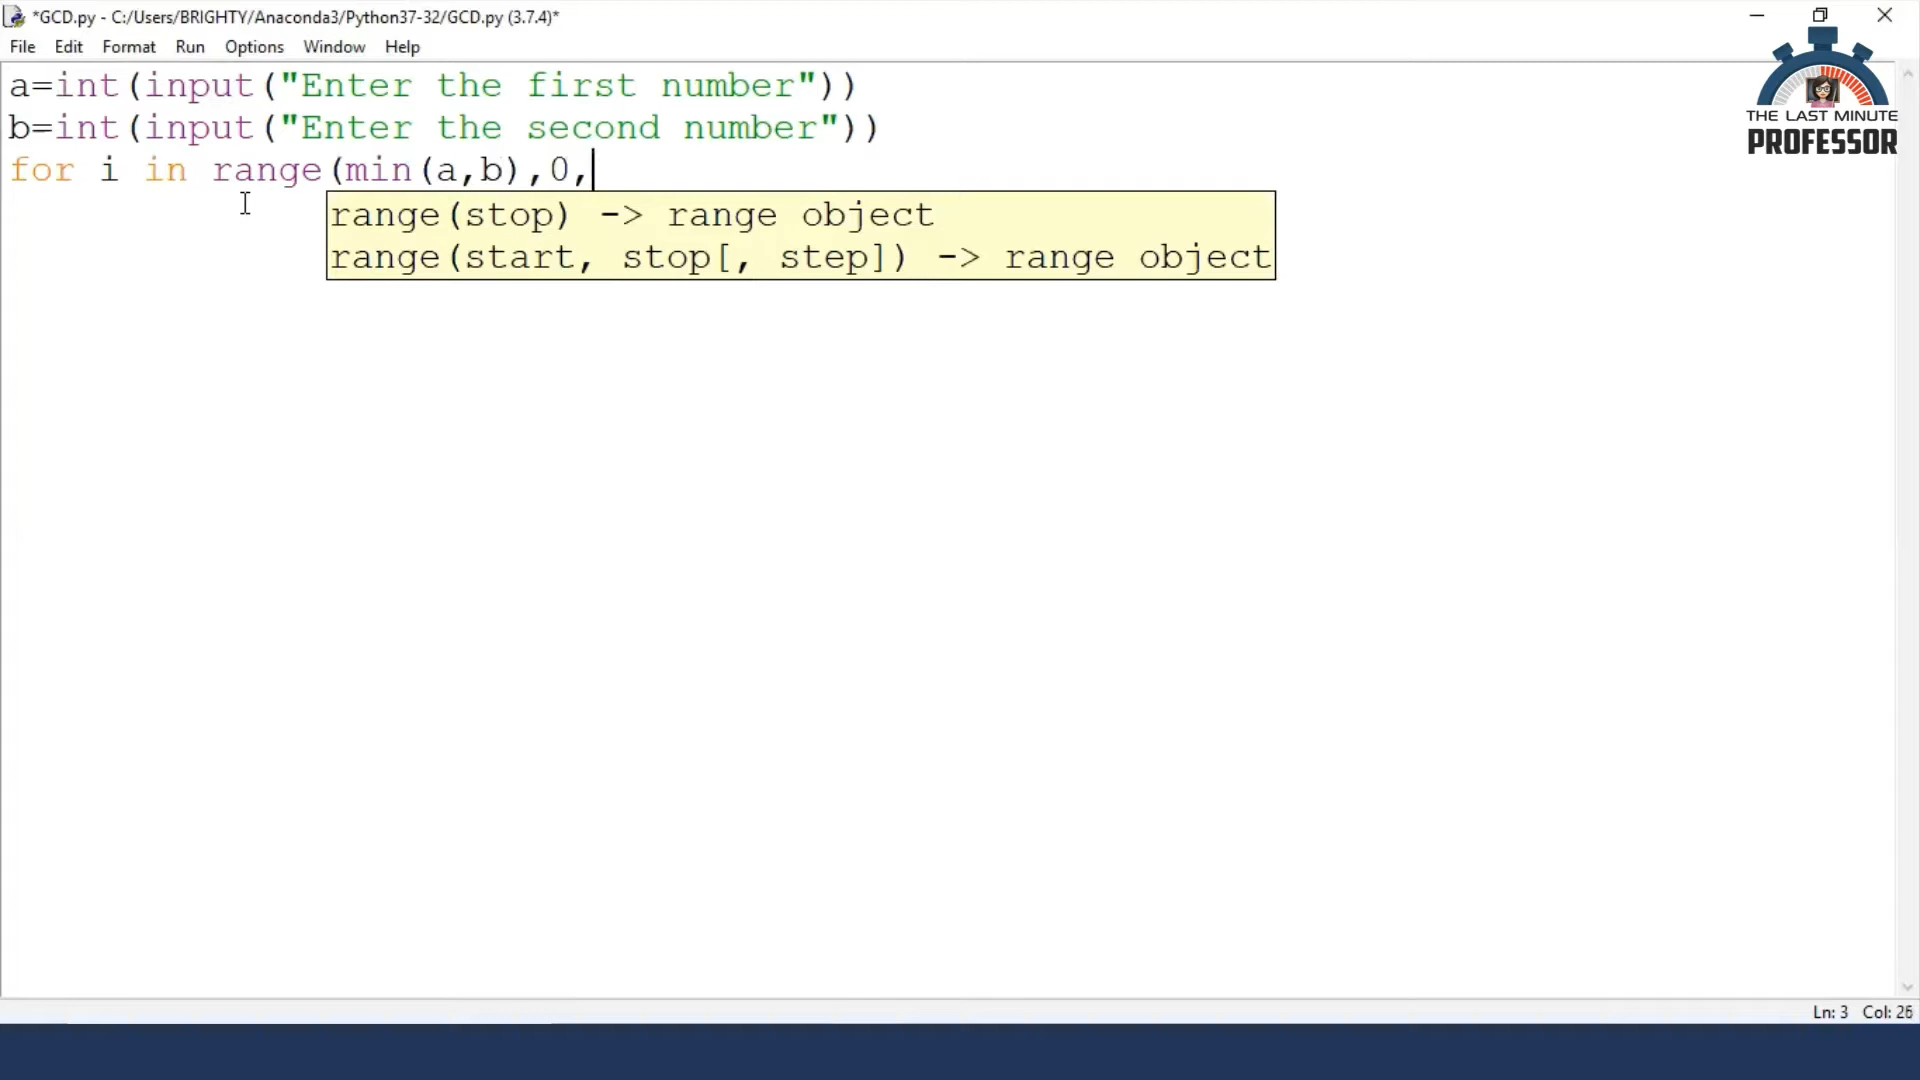 *GCD.py - C:/Users/BRIGHTY/Anaconda3/Python37-32/GCD.py (3.7.4)*
File Edit Format Run Options Window Help
a=int(input("Enter the first number"))
b=int(input("Enter the second number"))
for i in range(min(a,b),0,
range(stop) -> range object
range(start, stop[, step]) -> range object
THE LAST MINUTE
PROFESSOR
Ln: 3 Col: 26